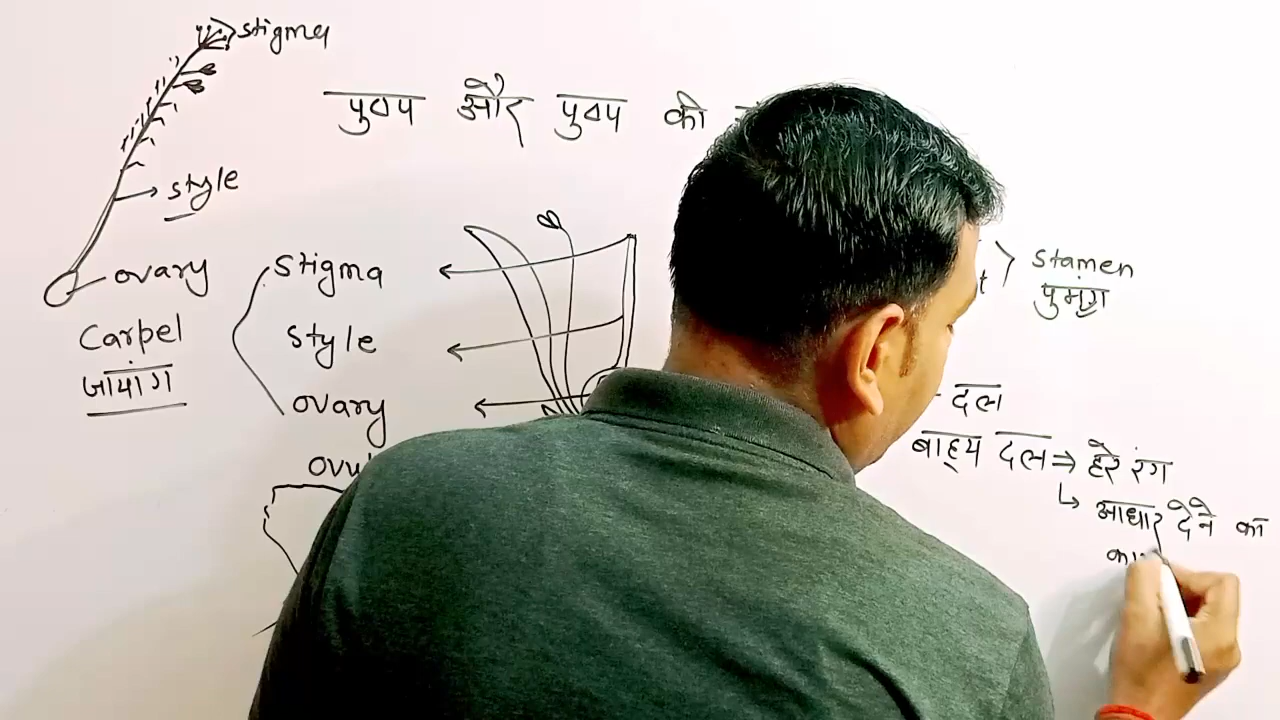 stigma
पुष्प और पुष्प की
style
ovary
Carpel
जायांग
stigma
style
ovary
stamen
पुमंग
दल
बाह्य दल ⇒ हरे रंग
↳ आधार देने का